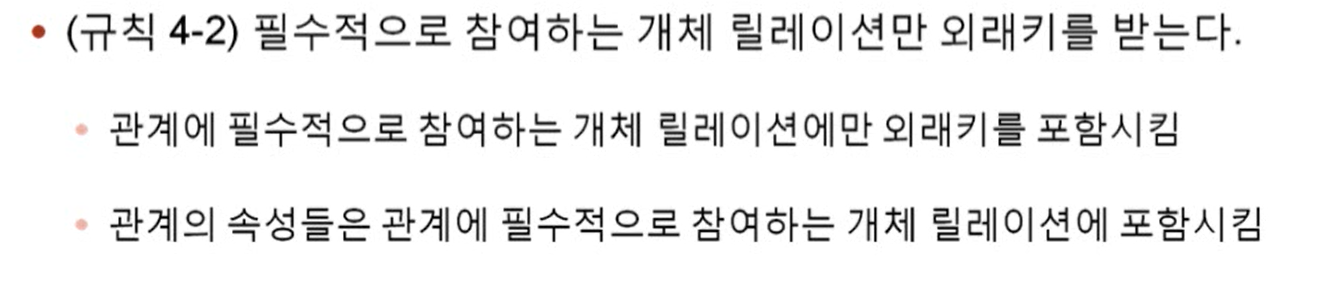 • (규칙 4-2) 필수적으로 참여하는 개체 릴레이션만 외래키를 받는다.
• 관계에 필수적으로 참여하는 개체 릴레이션에만 외래키를 포함시킴
• 관계의 속성들은 관계에 필수적으로 참여하는 개체 릴레이션에 포함시킴